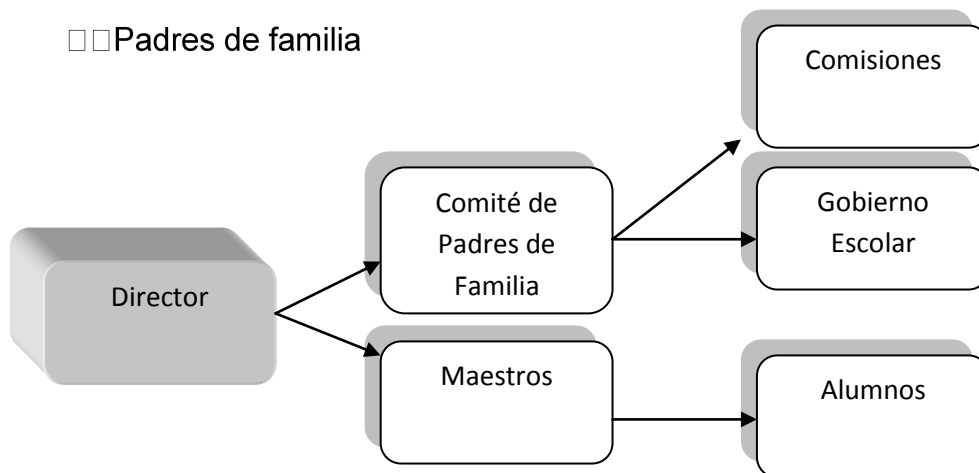 □□Padres de familia
Comisiones
Comité de
Padres de
Familia
Gobierno
Escolar
Director
Maestros
Alumnos